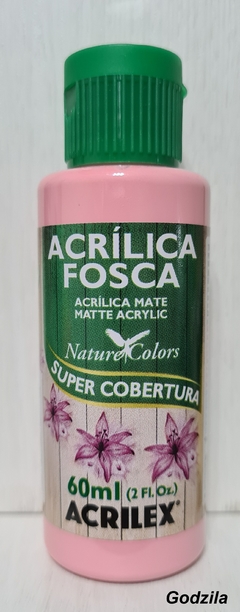 ACRÍLICA
FOSCA
ACRÍLICA MATE
MATTE ACRYLIC
Nature Colors
SUPER COBERTURA
60ml (2 Fl. Oz.)
ACRILEX®
Godzila